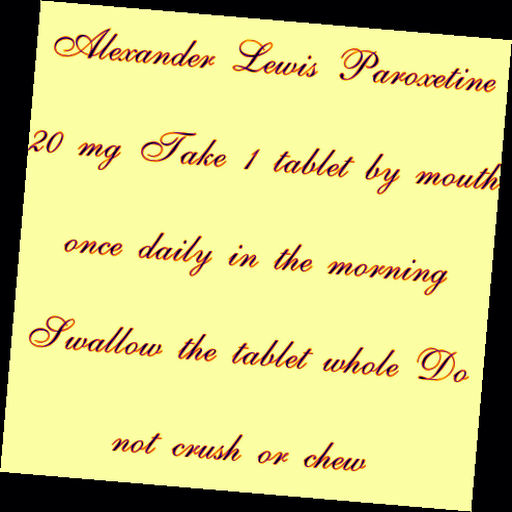 Alexander Lewis Paroxetine
20 mg Take 1 tablet by mouth
once daily in the morning
Swallow the tablet whole Do
not crush or chew